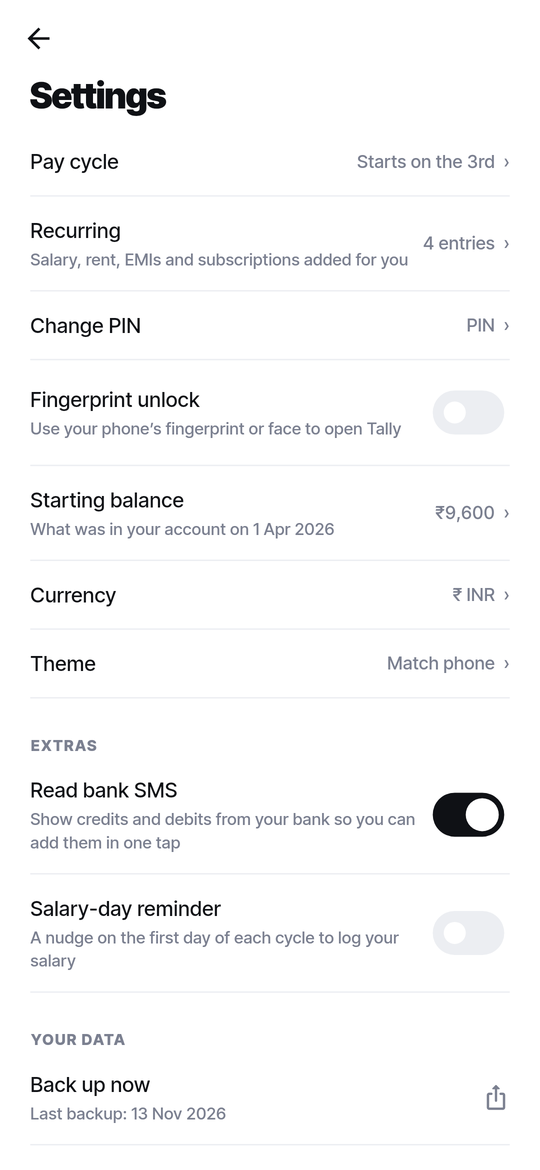 Settings
Pay cycle
Starts on the 3rd ›
Recurring
Salary, rent, EMIs and subscriptions added for you
4 entries ›
Change PIN
PIN ›
Fingerprint unlock
Use your phone’s fingerprint or face to open Tally
Starting balance
What was in your account on 1 Apr 2026
₹9,600 ›
Currency
₹ INR ›
Theme
Match phone ›
EXTRAS
Read bank SMS
Show credits and debits from your bank so you can
add them in one tap
Salary-day reminder
A nudge on the first day of each cycle to log your
salary
YOUR DATA
Back up now
Last backup: 13 Nov 2026